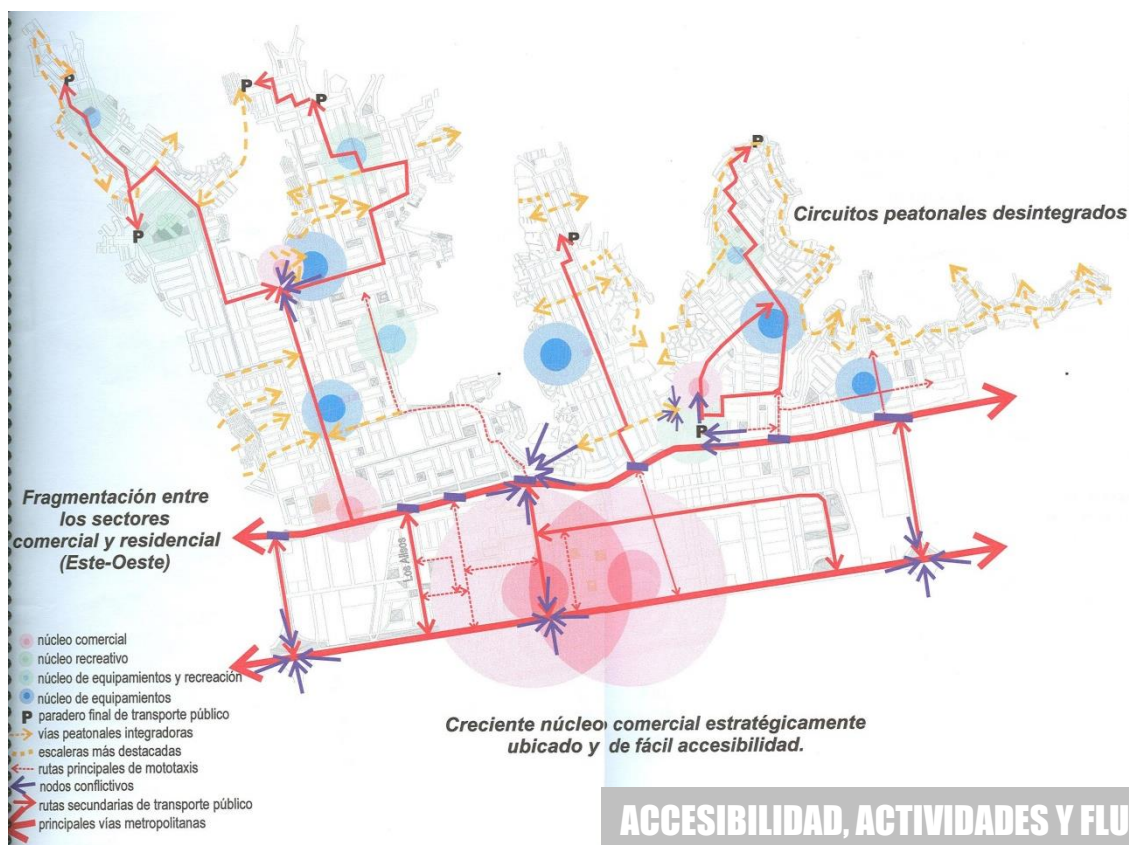 P
P
P
P
P
P
P
Circuitos peatonales desintegrados
Fragmentación entre
los sectores
comercial y residencial
(Este-Oeste)
Los Alisos
núcleo comercial
núcleo recreativo
núcleo de equipamientos y recreación
núcleo de equipamientos
P paradero final de transporte público
vías peatonales integradoras
escaleras más destacadas
rutas principales de mototaxis
nodos conflictivos
rutas secundarias de transporte público
principales vías metropolitanas
Creciente núcleo comercial estratégicamente
ubicado y de fácil accesibilidad.
ACCESIBILIDAD, ACTIVIDADES Y FLU